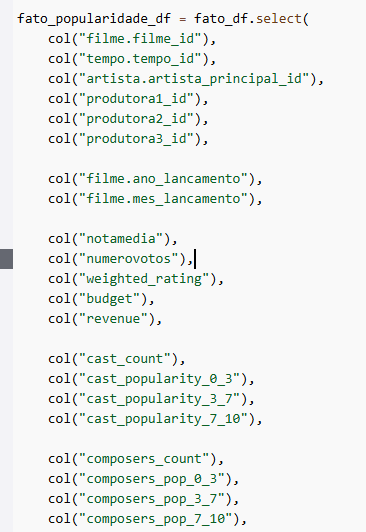 fato_popularidade_df = fato_df.select(
col("filme.filme_id"),
col("tempo.tempo_id"),
col("artista.artista_principal_id"),
col("produtora1_id"),
col("produtora2_id"),
col("produtora3_id"),
col("filme.ano_lancamento"),
col("filme.mes_lancamento"),
col("notamedia"),
col("numerovotos"),
col("weighted_rating"),
col("budget"),
col("revenue"),
col("cast_count"),
col("cast_popularity_0_3"),
col("cast_popularity_3_7"),
col("cast_popularity_7_10"),
col("composers_count"),
col("composers_pop_0_3"),
col("composers_pop_3_7"),
col("composers_pop_7_10"),